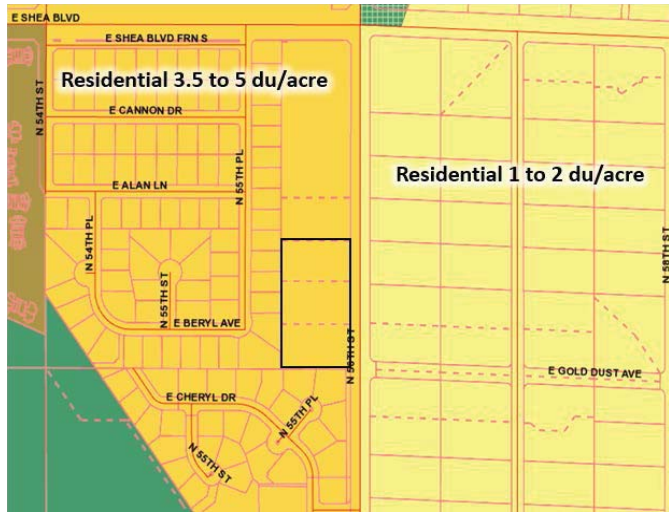 E SHEA BLVD
E SHEA BLVD FRN S
Residential 3.5 to 5 du/acre
N 54TH ST
E CANNON DR
N 55TH PL
Residential 1 to 2 du/acre
E ALAN LN
N 54TH PL
N 55TH ST
N 58TH ST
E BERYL AVE
N 56TH ST
E GOLD DUST AVE
E CHERYL DR
N 55TH PL
N 55TH ST